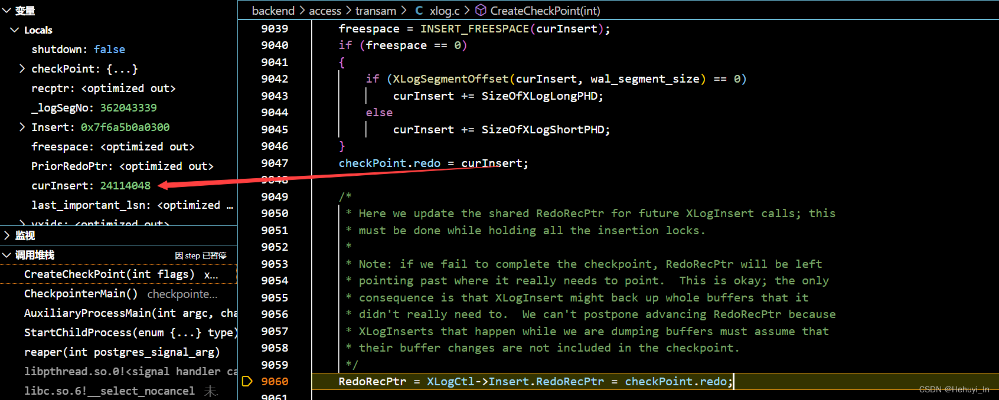 变量
Locals
shutdown: false
checkPoint: {...}
recptr: <optimized out>
_logSegNo: 362043339
Insert: 0x7f6a5b0a0300
freespace: <optimized out>
PriorRedoPtr: <optimized out>
curInsert: 24114048
last_important_lsn: <optimized …
vxids: <optimized out>
监视
调用堆栈 因 step 已暂停
CreateCheckPoint(int flags) x...
CheckpointerMain() checkpointe...
AuxiliaryProcessMain(int argc, cha
StartChildProcess(enum {...} type)
reaper(int postgres_signal_arg)
libpthread.so.0!<signal handler ca
libc.so.6!__select_nocancel 未.
backend > access > transam > C xlog.c > CreateCheckPoint(int)
9039 freespace = INSERT_FREESPACE(curInsert);
9040 if (freespace == 0)
9041 {
9042 if (XLogSegmentOffset(curInsert, wal_segment_size) == 0)
9043 curInsert += SizeOfXLogLongPHD;
9044 else
9045 curInsert += SizeOfXLogShortPHD;
9046 }
9047 checkPoint.redo = curInsert;
9048
9049 /*
9050 * Here we update the shared RedoRecPtr for future XLogInsert calls; this
9051 * must be done while holding all the insertion locks.
9052 *
9053 * Note: if we fail to complete the checkpoint, RedoRecPtr will be left
9054 * pointing past where it really needs to point.  This is okay; the only
9055 * consequence is that XLogInsert might back up whole buffers that it
9056 * didn't really need to.  We can't postpone advancing RedoRecPtr because
9057 * XLogInserts that happen while we are dumping buffers must assume that
9058 * their buffer changes are not included in the checkpoint.
9059 */
9060 RedoRecPtr = XLogCtl->Insert.RedoRecPtr = checkPoint.redo;
9061
CSDN @Hehuyi_In